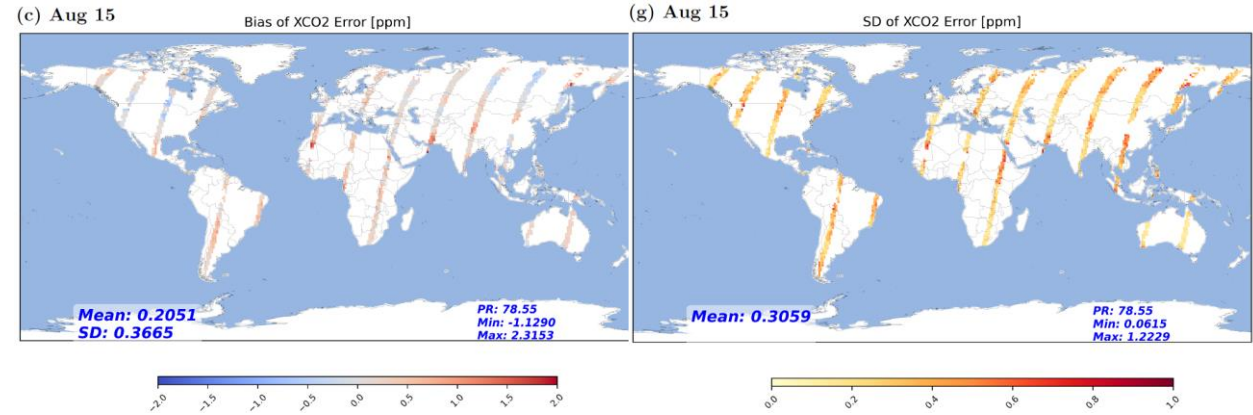 (c) Aug 15
Bias of XCO2 Error [ppm]
Mean: 0.2051
SD: 0.3665
PR: 78.55
Min: -1.1290
Max: 2.3153
-2.0 -1.5 -1.0 -0.5 0.0 0.5 1.0 1.5 2.0
(g) Aug 15
SD of XCO2 Error [ppm]
Mean: 0.3059
PR: 78.55
Min: 0.0615
Max: 1.2229
0.0 0.2 0.4 0.6 0.8 1.0